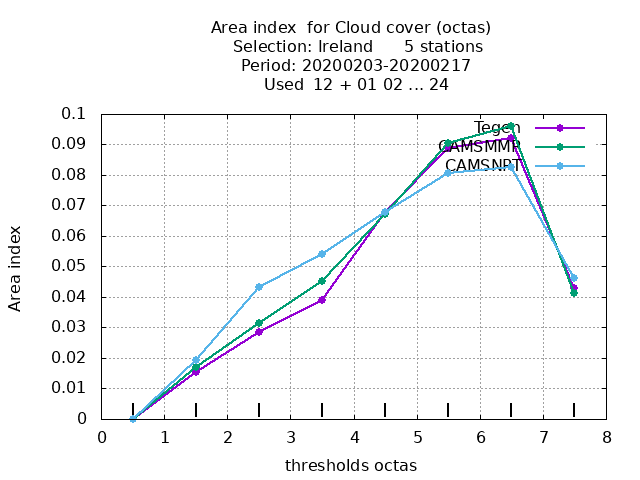 Area index  for Cloud cover (octas)
Selection: Ireland      5 stations
Period: 20200203-20200217
Used  12 + 01 02 ... 24
Tegen
CAMSMMR
CAMSNRT
0.1
0.09
0.08
0.07
0.06
0.05
0.04
0.03
0.02
0.01
0
Area index
0 1 2 3 4 5 6 7 8
thresholds octas